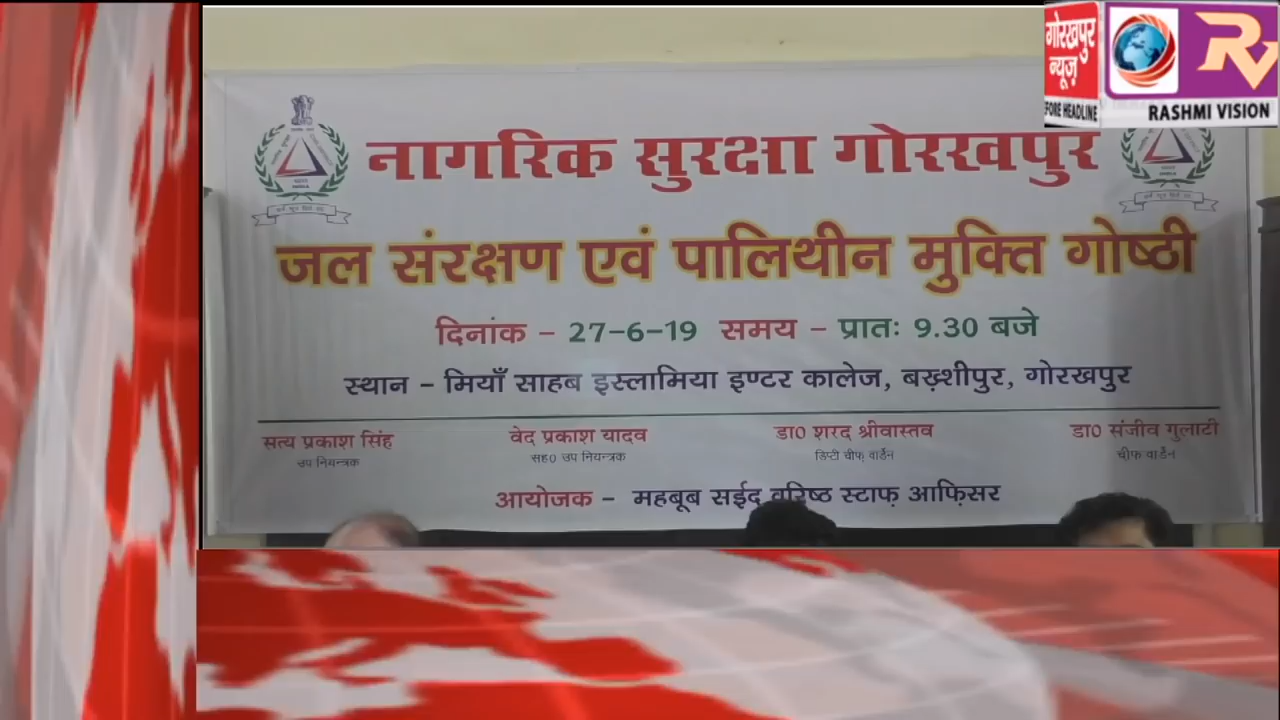 गोरखपुर
न्यूज़
FORE HEADLINE
RV
RASHMI VISION
नागरिक सुरक्षा गोरखपुर
जल संरक्षण एवं पालिथीन मुक्ति गोष्ठी
दिनांक – 27-6-19 समय – प्रातः 9.30 बजे
स्थान – मियाँ साहब इस्लामिया इण्टर कालेज, बख़्शीपुर, गोरखपुर
सत्य प्रकाश सिंह वेद प्रकाश यादव डा0 शरद श्रीवास्तव डा0 संजीव गुलाटी
उप नियन्त्रक सह0 उप नियन्त्रक डिप्टी चीफ़ वार्डेन चीफ़ वार्डेन
आयोजक – महबूब सईद वरिष्ठ स्टाफ़ आफ़िसर